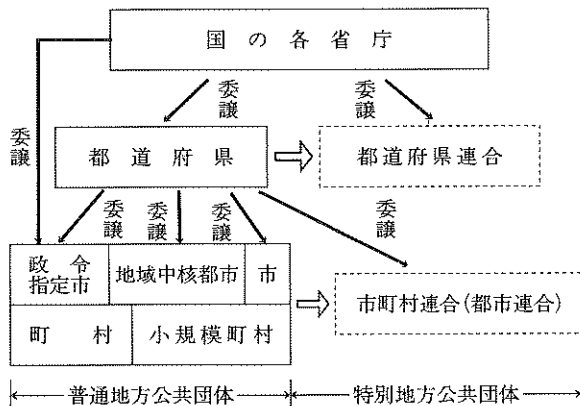 国の各省庁
委譲
委譲
委譲
都道府県
都道府県連合
委譲
委譲
委譲
委譲
政令
指定市
地域中核都市
市
市町村連合(都市連合)
町村
小規模町村
普通地方公共団体
特別地方公共団体